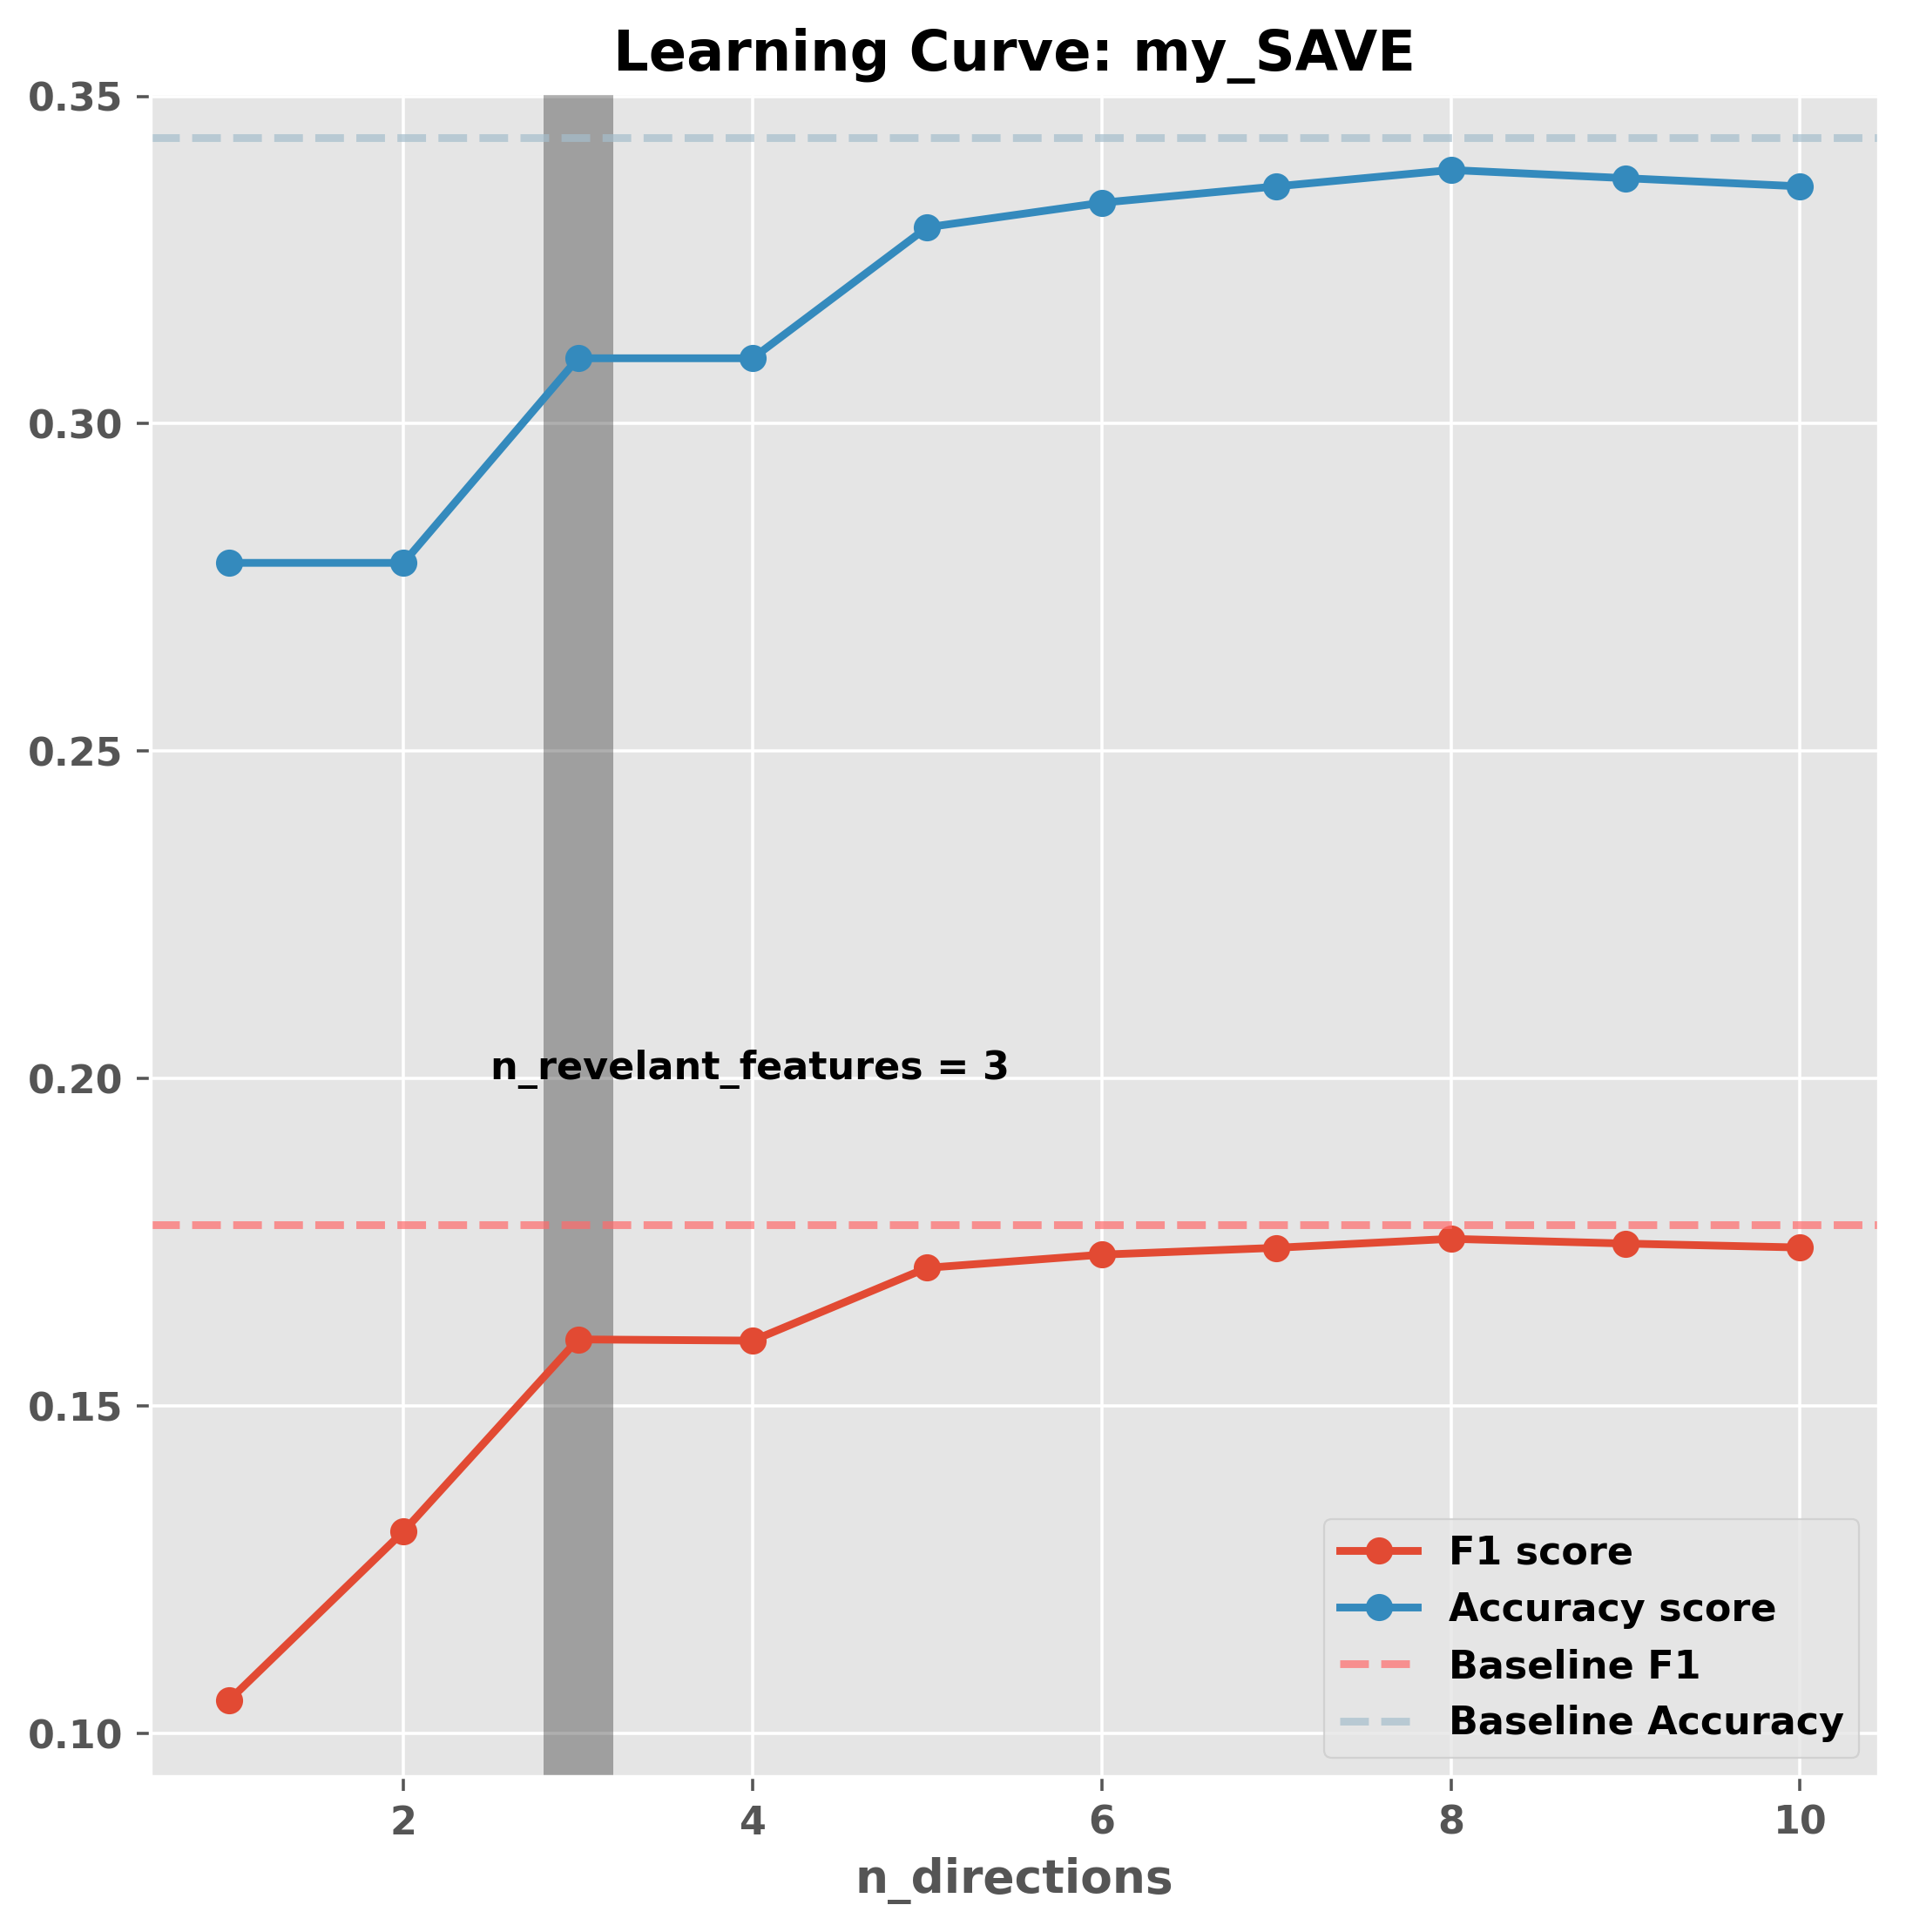 Learning Curve: my_SAVE
0.35
0.30
0.25
0.20
0.15
0.10
n_revelant_features = 3
F1 score
Accuracy score
Baseline F1
Baseline Accuracy
2 4 6 8 10
n_directions